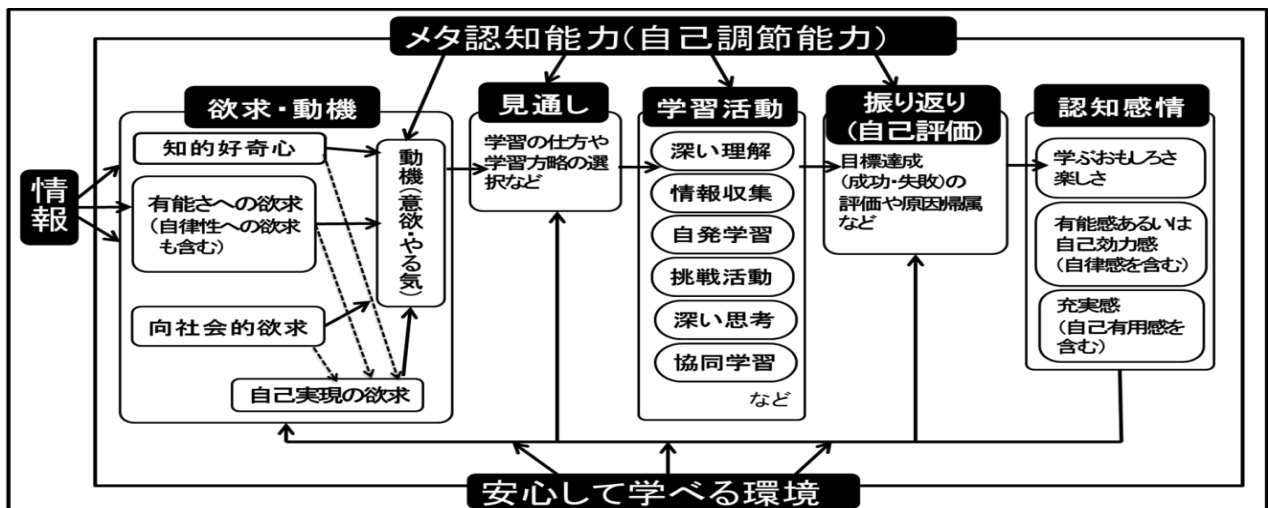 メタ認知能力(自己調節能力)
情報
欲求・動機
知的好奇心
有能さへの欲求
(自律性への欲求
も含む)
向社会的欲求
自己実現の欲求
動機(意欲・やる気)
見通し
学習の仕方や
学習方略の選
択など
学習活動
深い理解
情報収集
自発学習
挑戦活動
深い思考
協同学習
など
振り返り
(自己評価)
目標達成
(成功・失敗)の
評価や原因帰属
など
認知感情
学ぶおもしろさ
楽しさ
有能感あるいは
自己効力感
(自律感を含む)
充実感
(自己有用感を
含む)
安心して学べる環境